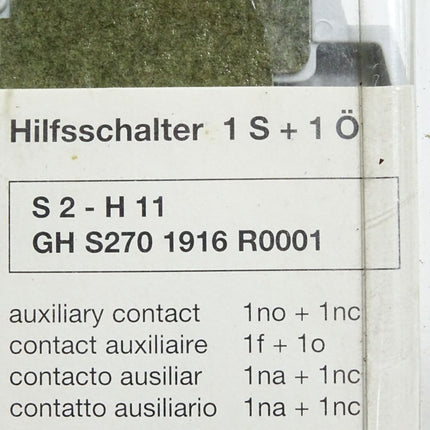 Hilfsschalter 1 S + 1 Ö
S 2 - H 11
GH S270 1916 R0001
auxiliary contact 1no + 1nc
contact auxiliaire 1f + 1o
contacto ausiliar 1na + 1nc
contatto ausiliario 1na + 1nc